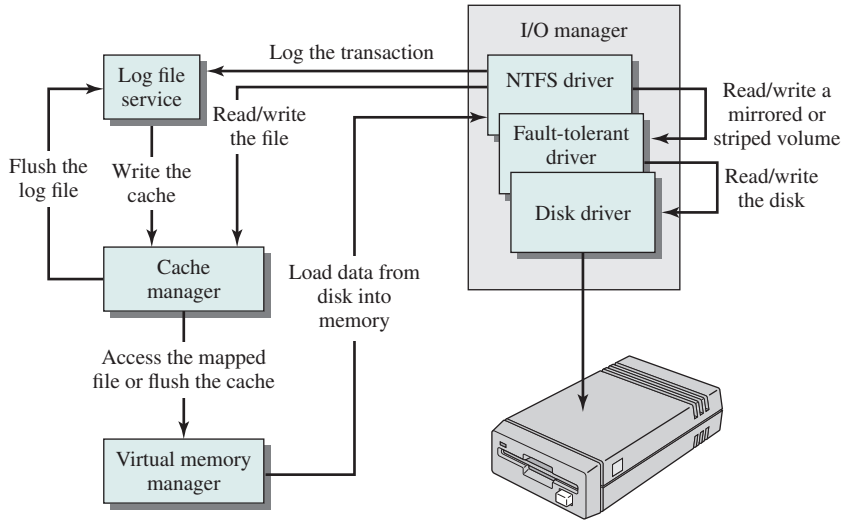 I/O manager
Log the transaction
Log file
service
NTFS driver
Read/write
the file
Read/write a
mirrored or
striped volume
Fault-tolerant
driver
Flush the
log file
Write the
cache
Read/write
the disk
Disk driver
Cache
manager
Load data from
disk into
memory
Access the mapped
file or flush the cache
Virtual memory
manager